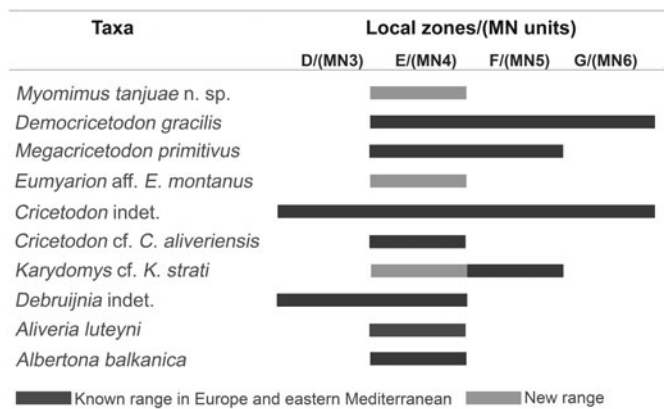 Taxa Local zones/(MN units)
D/(MN3) E/(MN4) F/(MN5) G/(MN6)
Myomimus tanjuae n. sp.
Democricetodon gracilis
Megacricetodon primitivus
Eumyarion aff. E. montanus
Cricetodon indet.
Cricetodon cf. C. aliveriensis
Karydomys cf. K. strati
Debruijnia indet.
Aliveria luteyni
Albertona balkanica
Known range in Europe and eastern Mediterranean New range